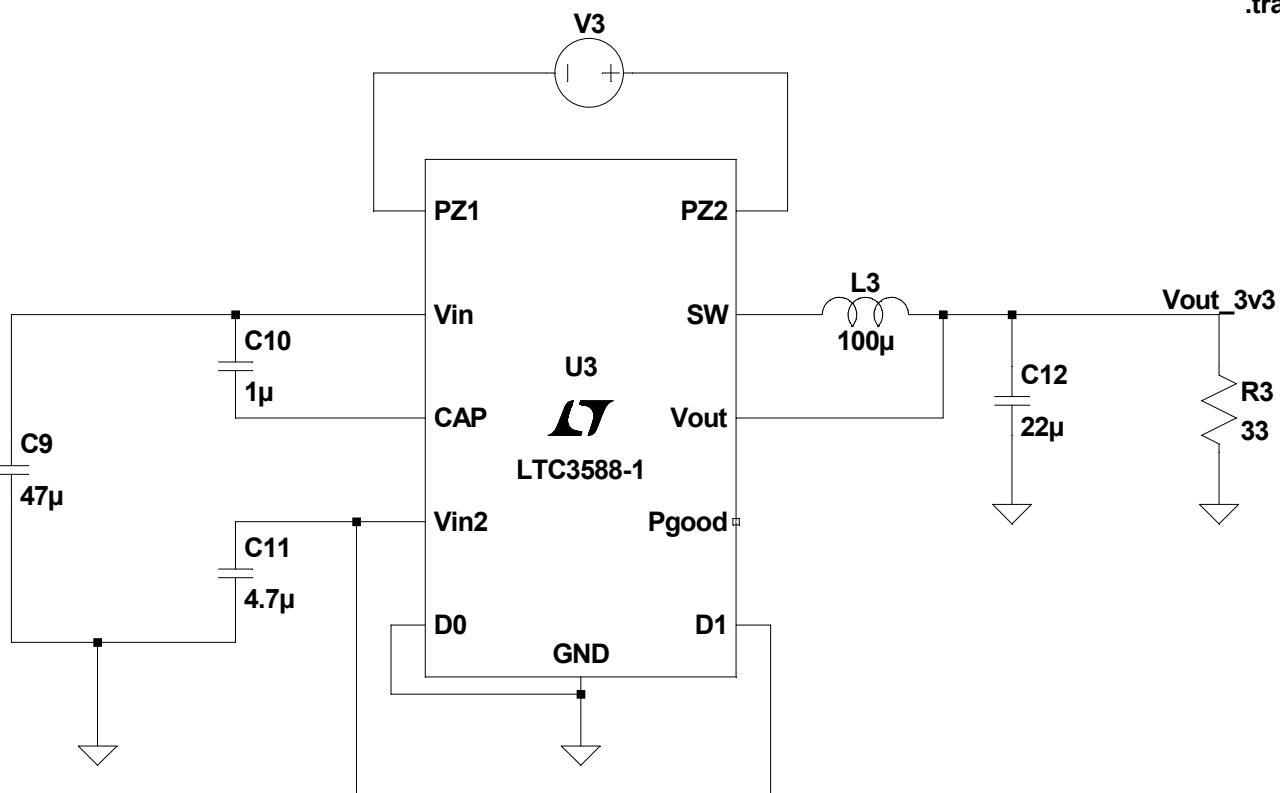 .tra
V3
PZ1
PZ2
L3
Vout_3v3
Vin
SW
C10
100µ
U3
C12
R3
1µ
CAP
Vout
22µ
33
C9
LTC3588-1
47µ
Vin2
Pgood
C11
4.7µ
D0
D1
GND